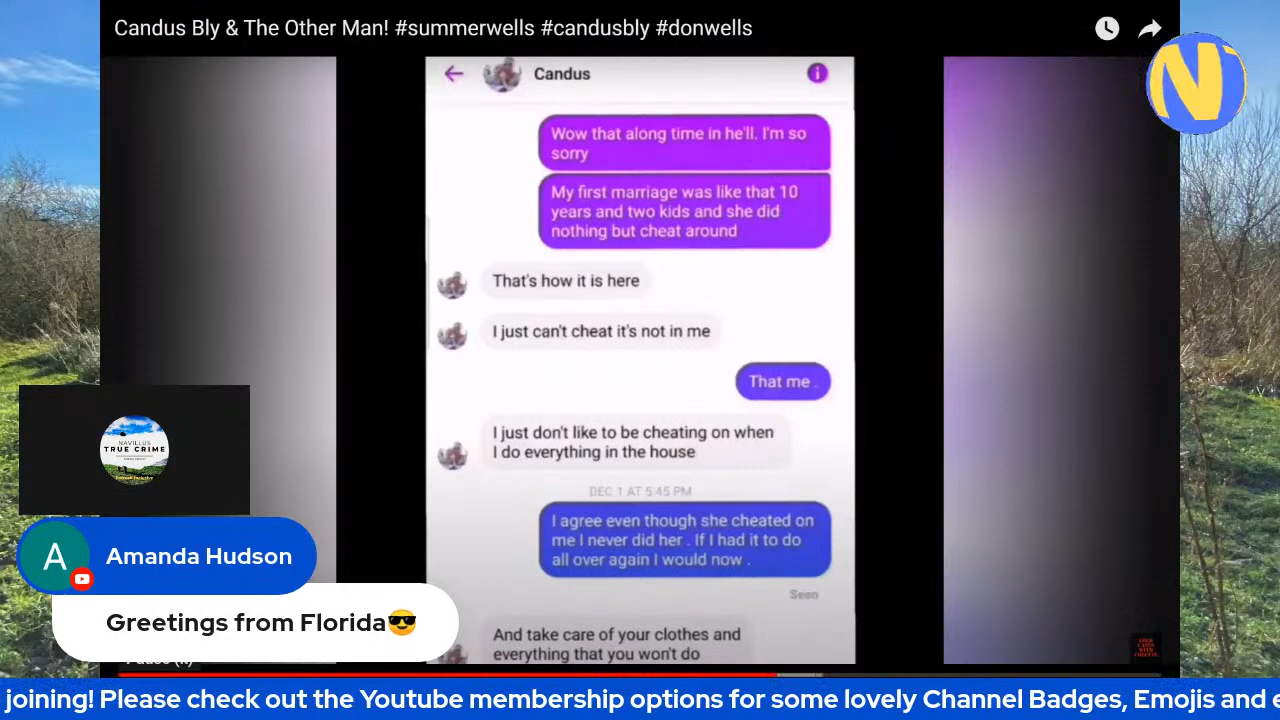 Candus Bly & The Other Man! #summerwells #candusbly #donwells
Candus
Wow that along time in he'll. I'm so
sorry
My first marriage was like that 10
years and two kids and she did
nothing but cheat around
That's how it is here
I just can't cheat it's not in me
That me .
I just don't like to be cheating on when
I do everything in the house
DEC 1 AT 5:45 PM
I agree even though she cheated on
me I never did her . If I had it to do
all over again I would now .
Seen
And take care of your clothes and
everything that you won't do
N
NAVILLUS
TRUE CRIME
A
Amanda Hudson
Greetings from Florida😎
Pause (k)
joining! Please check out the Youtube membership options for some lovely Channel Badges, Emojis and e